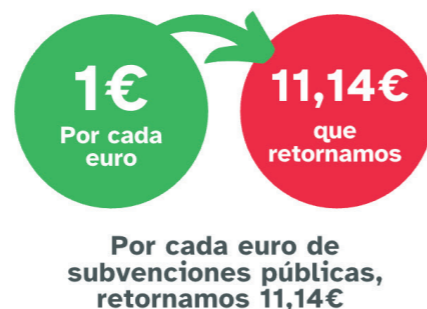 1€
Por cada
euro
11,14€
que
retornamos
Por cada euro de
subvenciones públicas,
retornamos 11,14€